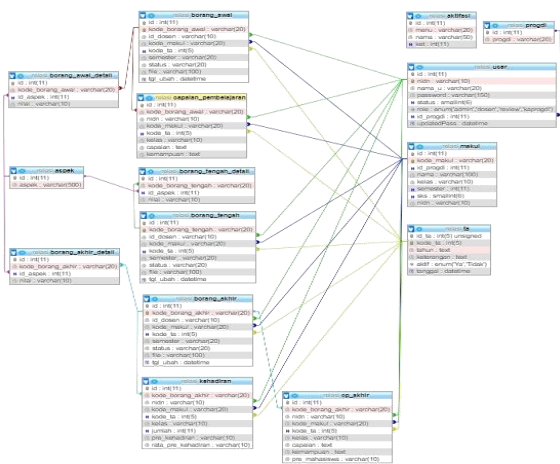 borang_awal
id : int(11)
kode_borang_awal : varchar(20)
id_dosen : varchar(10)
kode_makul : varchar(20)
kode_ta : int(5)
semester : varchar(20)
status : varchar(20)
file : varchar(100)
tgl_ubah : datetime
aktifasi
id : int(11)
menu : varchar(20)
nama : varchar(50)
ket : int(1)
progdi
id : int(11)
progdi : varchar(20)
borang_awal_detail
id : int(11)
kode_borang_awal : varchar(20)
id_aspek : int(11)
nilai : varchar(10)
capaian_pembelajaran
id : int(11)
kode_borang_awal : varchar(20)
nidn : varchar(10)
kode_makul : varchar(20)
kode_ta : int(5)
kelas : varchar(10)
capaian : text
kemampuan : text
user
id : int(11)
nidn : varchar(10)
nama_u : varchar(20)
password : varchar(150)
status : smallint(6)
role : enum('admin','dosen','review','kaprogdi')
id_progdi : int(11)
updatedPass : datetime
makul
id : int(11)
kode_makul : varchar(20)
id_progdi : int(11)
nama : varchar(100)
kelas : varchar(10)
semester : int(11)
sks : smallint(6)
nidn : varchar(10)
aspek
id : int(11)
aspek : varchar(500)
borang_tengah_detail
id : int(11)
kode_borang_tengah : varchar(20)
id_aspek : int(11)
nilai : varchar(10)
borang_tengah
id : int(11)
kode_borang_tengah : varchar(20)
id_dosen : varchar(10)
kode_makul : varchar(20)
kode_ta : int(5)
semester : varchar(20)
status : varchar(20)
file : varchar(100)
tgl_ubah : datetime
ta
id_ta : int(5) unsigned
kode_ta : int(5)
tahun : text
keterangan : text
aktif : enum('Ya','Tidak')
tanggal : datetime
borang_akhir_detail
id : int(11)
kode_borang_akhir : varchar(20)
id_aspek : int(11)
nilai : varchar(20)
borang_akhir
id : int(11)
kode_borang_akhir : varchar(20)
id_dosen : varchar(10)
kode_makul : varchar(20)
kode_ta : int(5)
semester : varchar(20)
status : varchar(20)
file : varchar(100)
tgl_ubah : datetime
kehadiran
id : int(11)
kode_borang_akhir : varchar(20)
nidn : varchar(10)
kode_makul : varchar(20)
kode_ta : int(5)
kelas : varchar(10)
jumlah : int(11)
pre_kehadiran : varchar(10)
rata_pre_kehadiran : varchar(10)
cp_akhir
id : int(11)
kode_borang_akhir : varchar(20)
nidn : varchar(10)
kode_makul : varchar(20)
kode_ta : int(5)
kelas : varchar(10)
capaian : text
kemampuan : text
pre_mahasiswa : varchar(10)